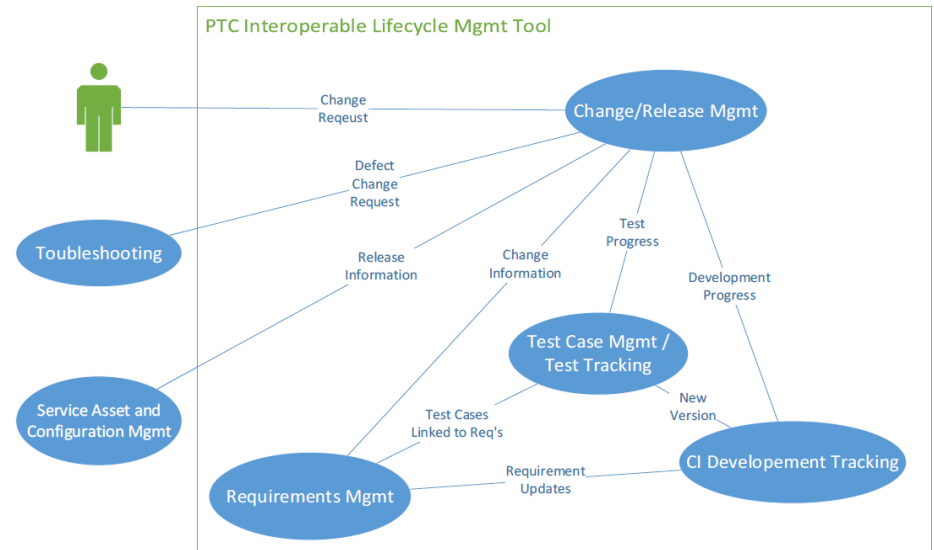 PTC Interoperable Lifecycle Mgmt Tool
Change
Reqeust
Change/Release Mgmt
Defect
Change
Request
Toubleshooting
Release
Information
Change
Information
Test
Progress
Development
Progress
Test Case Mgmt /
Test Tracking
Service Asset and
Configuration Mgmt
Test Cases
Linked to Req's
New
Version
CI Developement Tracking
Requirements Mgmt
Requirement
Updates